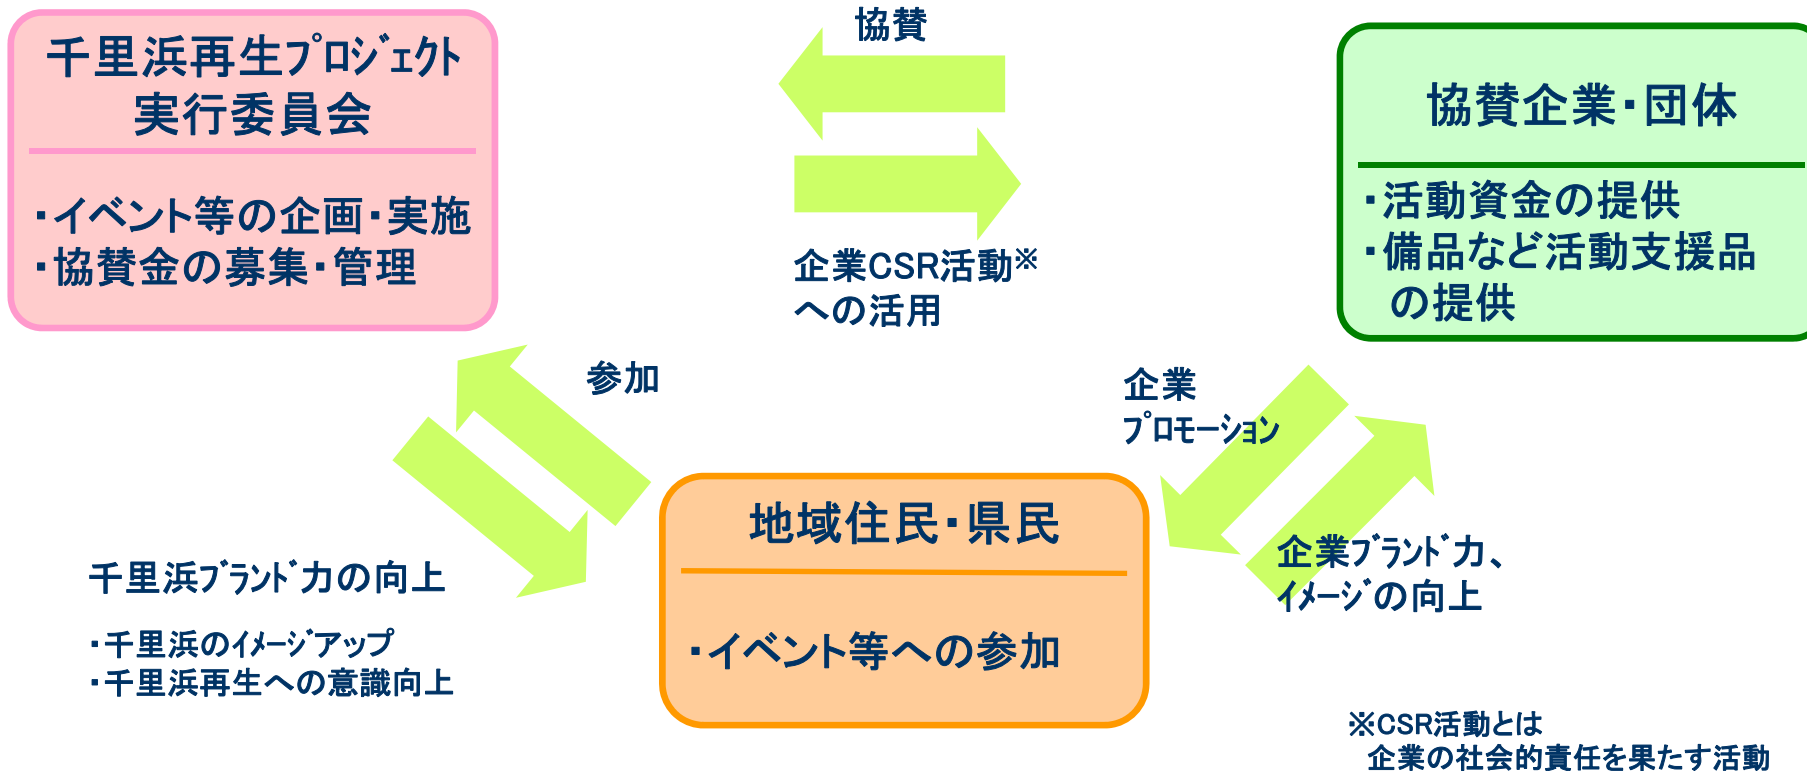 千里浜再生ﾌﾟﾛｼﾞｪｸﾄ
実行委員会
・イベント等の企画・実施
・協賛金の募集・管理
協賛
企業CSR活動※
への活用
協賛企業・団体
・活動資金の提供
・備品など活動支援品
の提供
参加
千里浜ﾌﾞﾗﾝﾄﾞ力の向上
・千里浜のｲﾒｰｼﾞｱｯﾌﾟ
・千里浜再生への意識向上
企業
ﾌﾟﾛﾓｰｼｮﾝ
企業ﾌﾞﾗﾝﾄﾞ力、
ｲﾒｰｼﾞの向上
地域住民・県民
・イベント等への参加
※CSR活動とは
企業の社会的責任を果たす活動